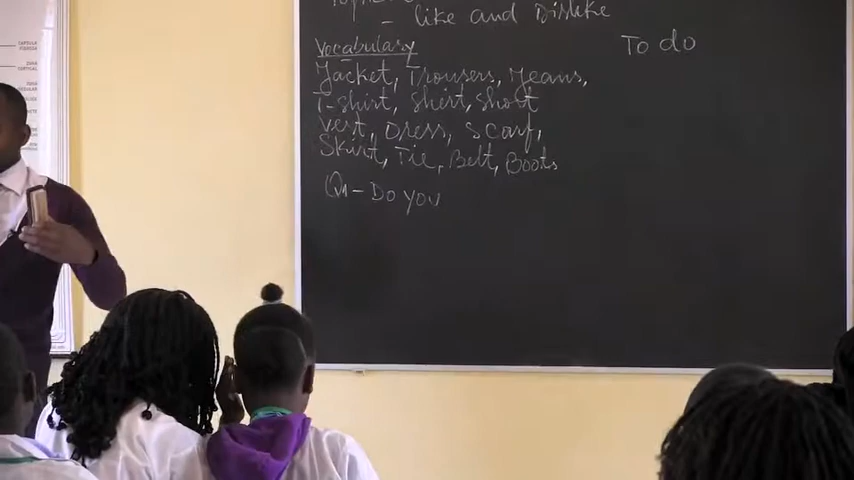 - like and dislike
To do
Vocabulary
Jacket, Trousers, Jeans,
T-shirt, shirt, short
Vest, Dress, scarf,
Skirt, Tie, Belt, Boots
Q1- Do you